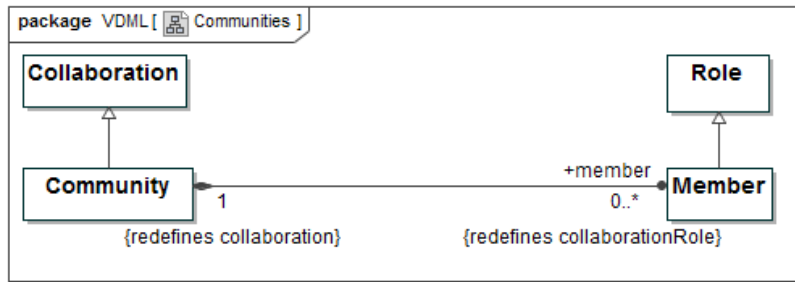 package VDML [ Communities ]
Collaboration
Role
Community
Member
+member
1
0..*
{redefines collaboration}
{redefines collaborationRole}